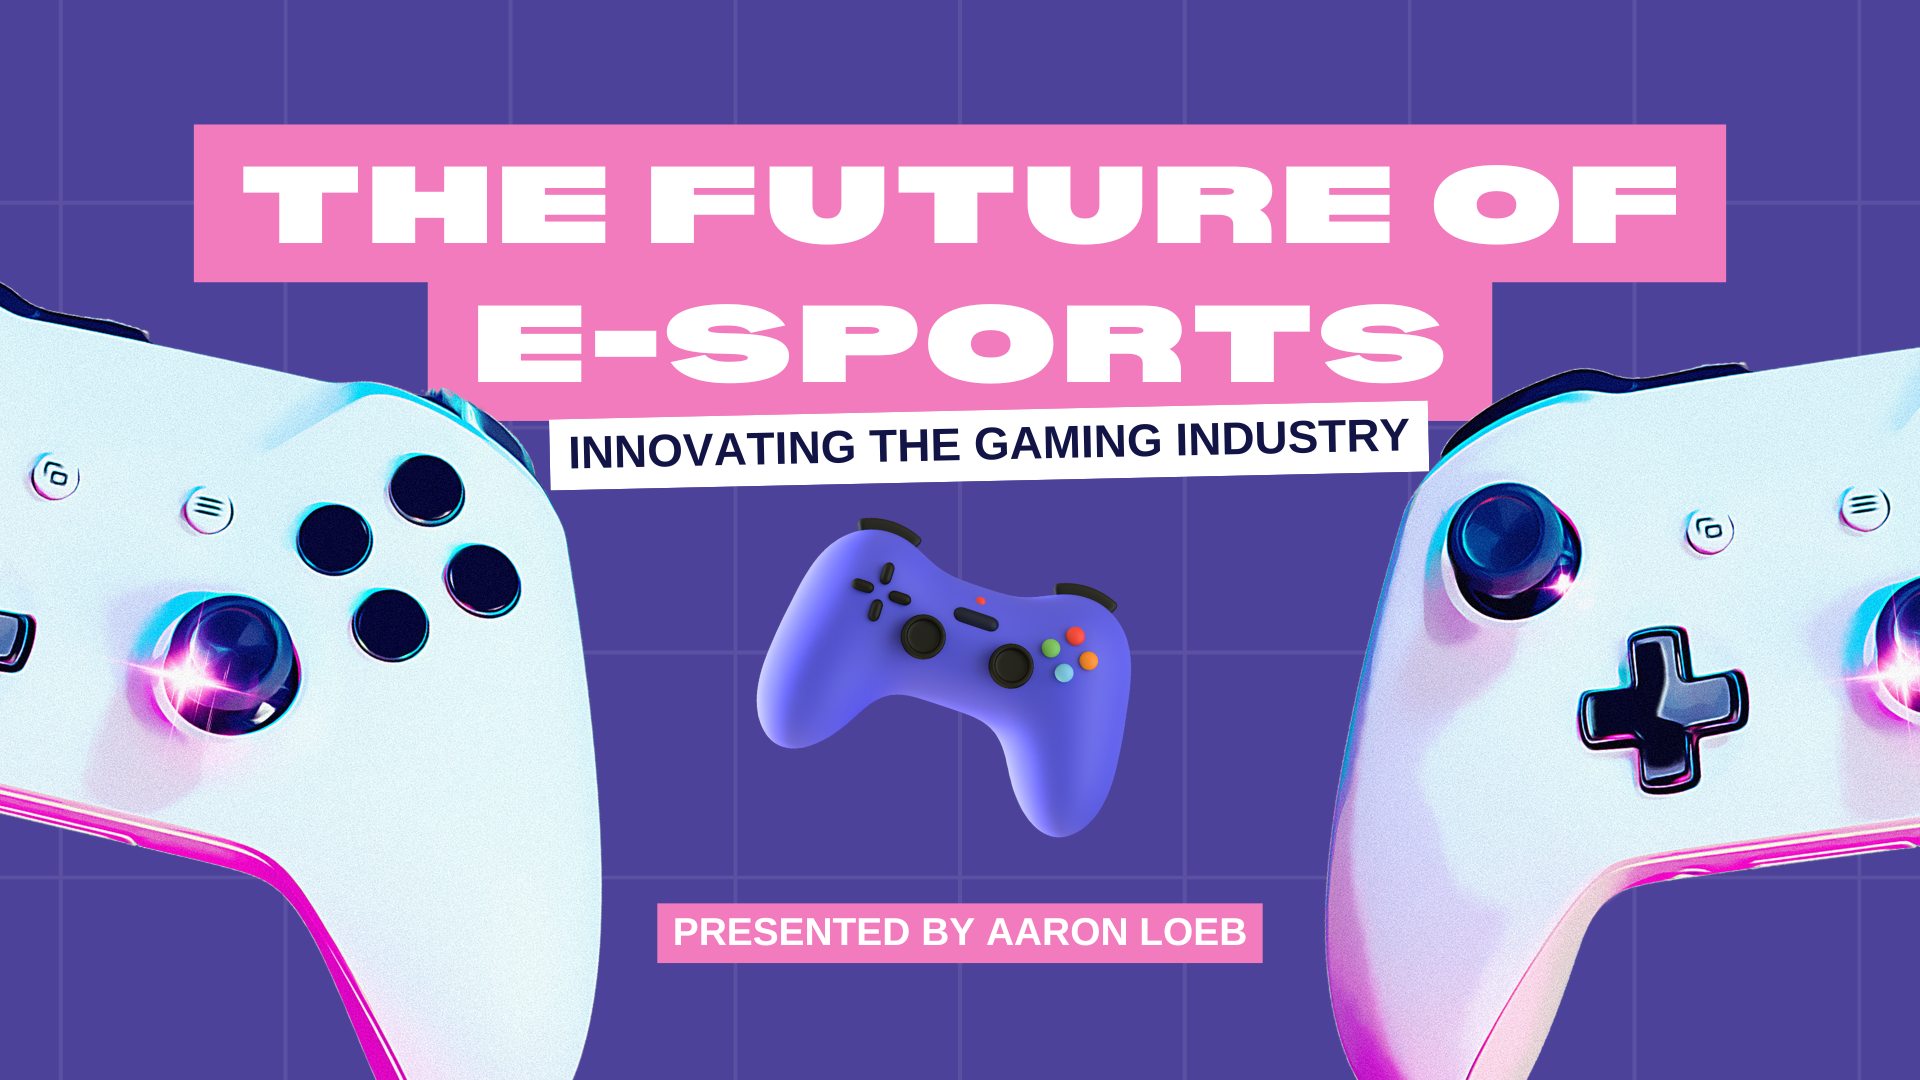 THE FUTURE OF
E-SPORTS
INNOVATING THE GAMING INDUSTRY
PRESENTED BY AARON LOEB